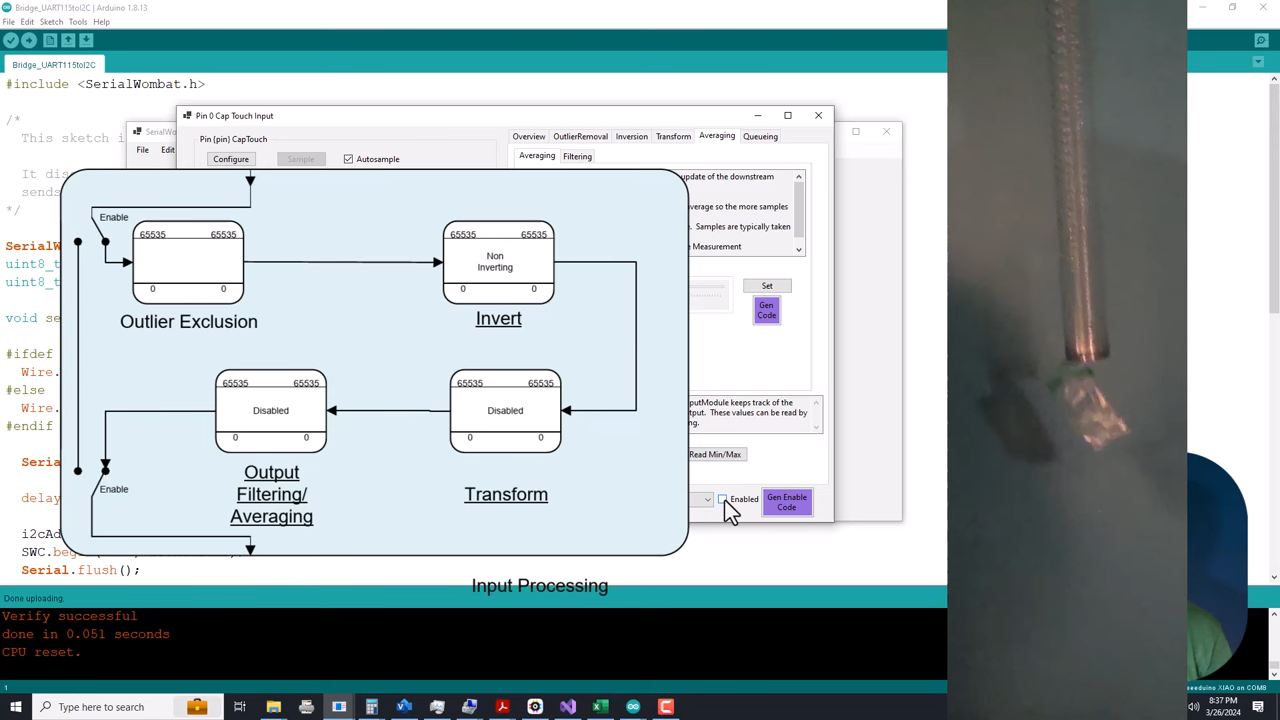 Bridge_UART115toI2C | Arduino 1.8.13
File Edit Sketch Tools Help
Bridge_UART115toI2C
#include <SerialWombat.h>
/*
This sketch i
It dis
sends
*/
SerialW
uint8_t
uint8_t
void se
#ifdef
Wire.
#else
Wire.
#endif
Seria
delay
i2cAd
SWC.beg
Serial.flush();
Done uploading.
Verify successful
done in 0.051 seconds
CPU reset.
1
SerialW
File Edit
Pin 0 Cap Touch Input
Pin {pin} CapTouch
Configure Sample Autosample
Overview OutlierRemoval Inversion Transform Averaging Queueing
Averaging Filtering
update of the downstream
verage so the more samples
n. Samples are typically taken
e Measurement
Set
Gen
Code
putModule keeps track of the
utput. These values can be read by
ng.
Read Min/Max
Enabled
Gen Enable
Code
Enable
65535 65535
0 0
Outlier Exclusion
65535 65535
Non
Inverting
0 0
Invert
65535 65535
Disabled
0 0
Output
Filtering/
Averaging
65535 65535
Disabled
0 0
Transform
Enable
Input Processing
eeeduino XIAO on COM8
Type here to search
8:37 PM
3/26/2024